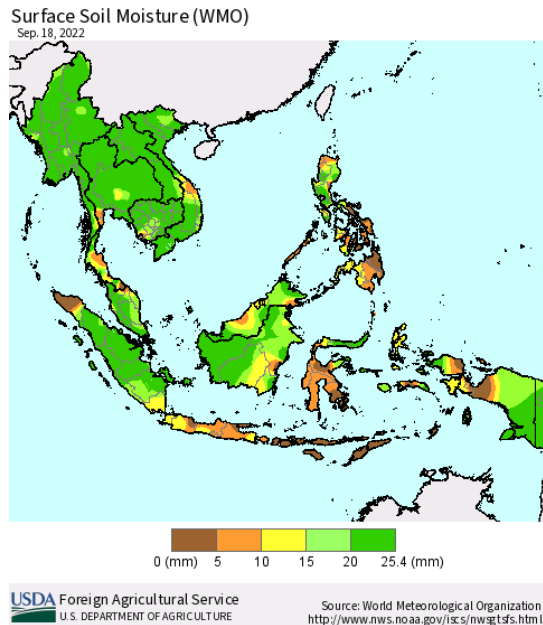 Surface Soil Moisture (WMO)
Sep. 18, 2022
0 (mm) 5 10 15 20 25.4 (mm)
USDA Foreign Agricultural Service
U.S. DEPARTMENT OF AGRICULTURE
Source: World Meteorological Organization
http://www.nws.noaa.gov/iscs/nwsgtsfs.html